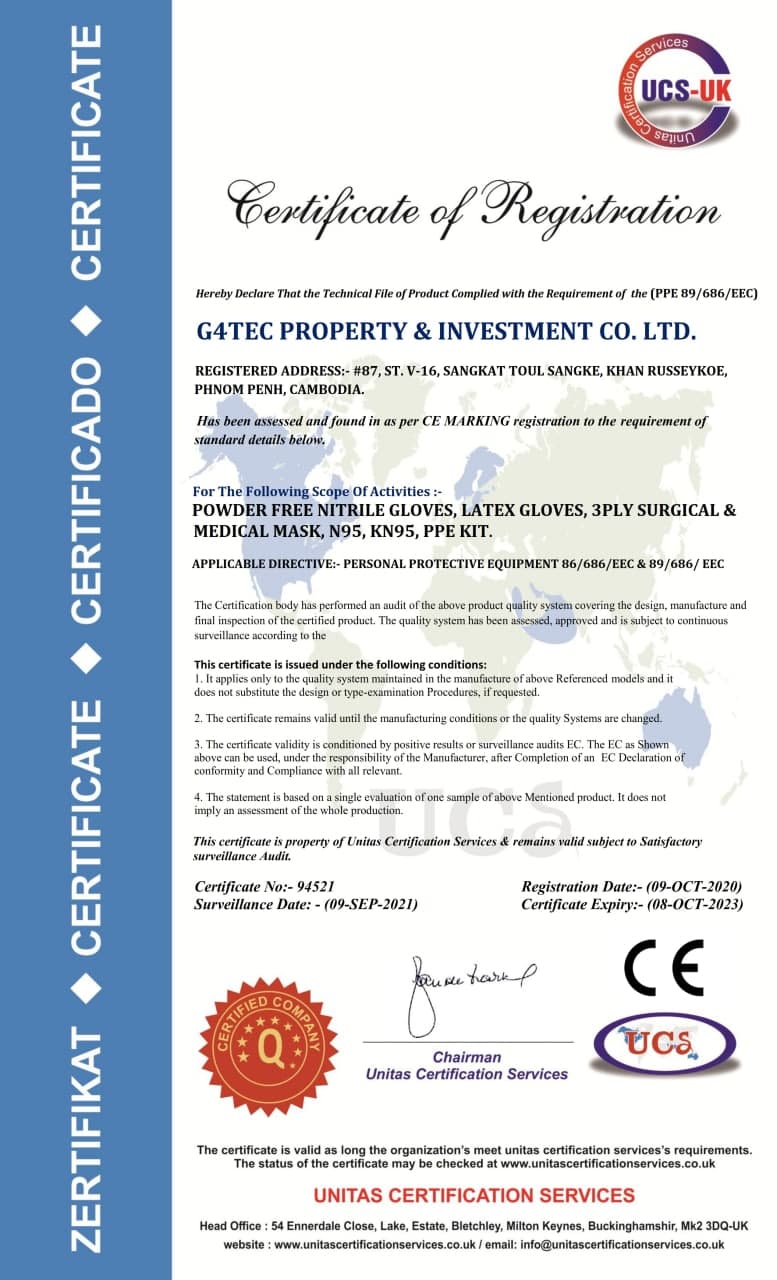 ZERTIFIKAT ◆ CERTIFICATE ◆ CERTIFICADO ◆ CERTIFICATE
Unitas Certification Services
UCS-UK
Certificate of Registration
Hereby Declare That the Technical File of Product Complied with the Requirement of the (PPE 89/686/EEC)
G4TEC PROPERTY & INVESTMENT CO. LTD.
REGISTERED ADDRESS:- #87, ST. V-16, SANGKAT TOUL SANGKE, KHAN RUSSEYKOE,
PHNOM PENH, CAMBODIA.
Has been assessed and found in as per CE MARKING registration to the requirement of
standard details below.
For The Following Scope Of Activities :-
POWDER FREE NITRILE GLOVES, LATEX GLOVES, 3PLY SURGICAL &
MEDICAL MASK, N95, KN95, PPE KIT.
APPLICABLE DIRECTIVE:- PERSONAL PROTECTIVE EQUIPMENT 86/686/EEC & 89/686/ EEC
The Certification body has performed an audit of the above product quality system covering the design, manufacture and
final inspection of the certified product. The quality system has been assessed, approved and is subject to continuous
surveillance according to the
This certificate is issued under the following conditions:
1. It applies only to the quality system maintained in the manufacture of above Referenced models and it
does not substitute the design or type-examination Procedures, if requested.
2. The certificate remains valid until the manufacturing conditions or the quality Systems are changed.
3. The certificate validity is conditioned by positive results or surveillance audits EC. The EC as Shown
above can be used, under the responsibility of the Manufacturer, after Completion of an EC Declaration of
conformity and Compliance with all relevant.
4. The statement is based on a single evaluation of one sample of above Mentioned product. It does not
imply an assessment of the whole production.
UCS
This certificate is property of Unitas Certification Services & remains valid subject to Satisfactory
surveillance Audit.
Certificate No:- 94521
Registration Date:- (09-OCT-2020)
Surveillance Date: - (09-SEP-2021)
Certificate Expiry:- (08-OCT-2023)
CERTIFIED COMPANY
Q
CE
UCS
Chairman
Unitas Certification Services
The certificate is valid as long the organization's meet unitas certification services's requirements.
The status of the certificate may be checked at www.unitascertificationservices.co.uk
UNITAS CERTIFICATION SERVICES
Head Office : 54 Ennerdale Close, Lake, Estate, Bletchley, Milton Keynes, Buckinghamshir, Mk2 3DQ-UK
website : www.unitascertificationservices.co.uk / email: info@unitascertificationservices.co.uk